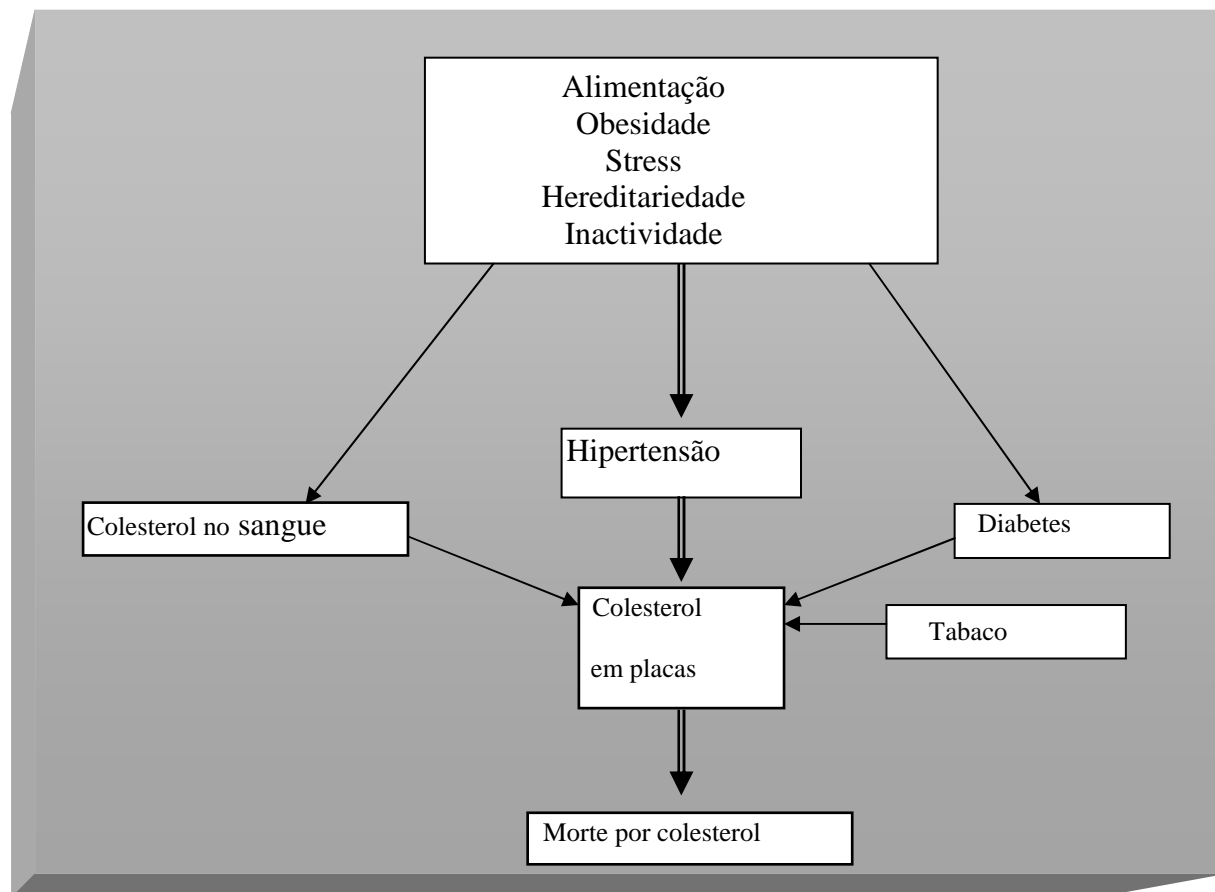 Alimentação
Obesidade
Stress
Hereditariedade
Inactividade
Hipertensão
Colesterol no sangue
Diabetes
Colesterol
em placas
Tabaco
Morte por colesterol